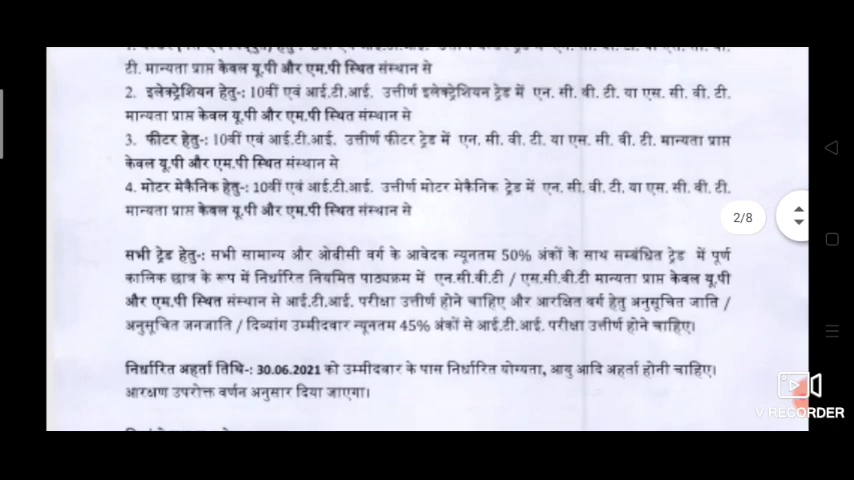 टी. मान्यता प्राप्त केवल यू.पी और एम.पी स्थित संस्थान से
2. इलेक्ट्रेशियन हेतु-: 10वीं एवं आई.टी.आई. उत्तीर्ण इलेक्ट्रेशियन ट्रेड में एन. सी. वी. टी. या एस. सी. वी. टी.
मान्यता प्राप्त केवल यू.पी और एम.पी स्थित संस्थान से
3. फीटर हेतु-: 10वीं एवं आई.टी.आई. उत्तीर्ण फीटर ट्रेड में एन. सी. वी. टी. या एस. सी. वी. टी. मान्यता प्राप्त
केवल यू.पी और एम.पी स्थित संस्थान से
4. मोटर मेकैनिक हेतु-: 10वीं एवं आई.टी.आई. उत्तीर्ण मोटर मेकैनिक ट्रेड में एन. सी. वी. टी. या एस. सी. वी. टी.
मान्यता प्राप्त केवल यू.पी और एम.पी स्थित संस्थान से
2/8
सभी ट्रेड हेतु-: सभी सामान्य और ओबीसी वर्ग के आवेदक न्यूनतम 50% अंकों के साथ सम्बंधित ट्रेड में पूर्ण
कालिक छात्र के रूप में निर्धारित नियमित पाठ्यक्रम में एन.सी.वी.टी / एस.सी.वी.टी मान्यता प्राप्त केवल यू.पी
और एम.पी स्थित संस्थान से आई.टी.आई. परीक्षा उत्तीर्ण होने चाहिए और आरक्षित वर्ग हेतु अनुसूचित जाति /
अनुसूचित जनजाति / दिव्यांग उम्मीदवार न्यूनतम 45% अंकों से आई.टी.आई. परीक्षा उत्तीर्ण होना चाहिए।
निर्धारित अहर्ता तिथि-: 30.06.2021 को उम्मीदवार के पास निर्धारित योग्यता, आयु आदि अहर्ता होनी चाहिए।
आरक्षण उपरोक्त वर्णन अनुसार दिया जाएगा।
V RECORDER